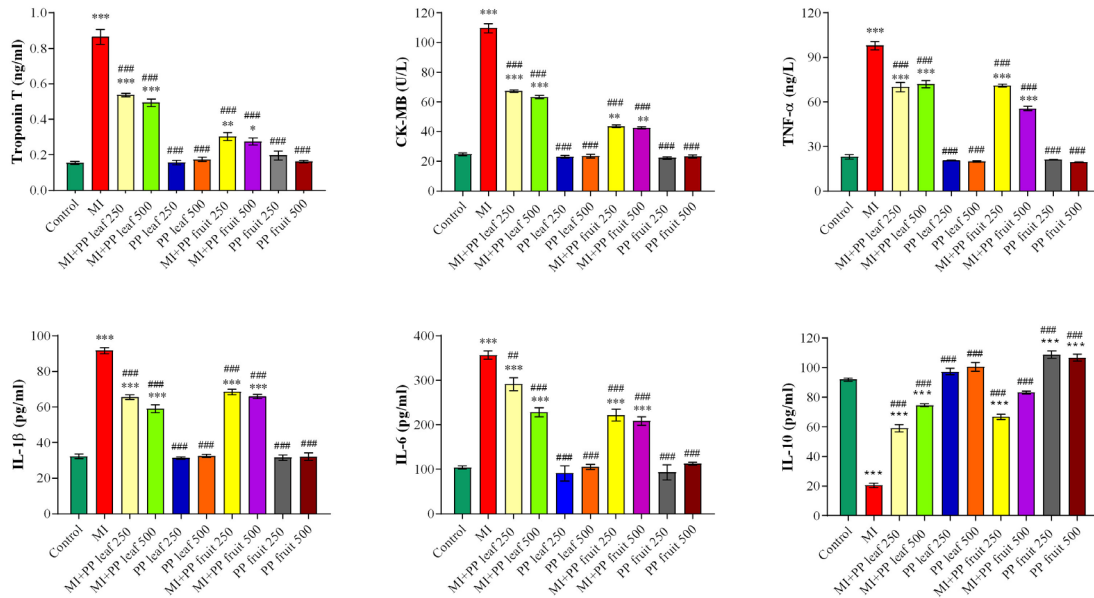 Troponin T (ng/ml)
1.0
0.8
0.6
0.4
0.2
0.0
***
###
***
###
***
###
###
###
**
###
*
###
###
Control
MI
MI+PP leaf 250
MI+PP leaf 500
PP leaf 250
PP leaf 500
MI+PP fruit 250
MI+PP fruit 500
PP fruit 250
PP fruit 500
CK-MB (U/L)
120
100
80
60
40
20
0
***
###
***
###
***
###
###
###
**
###
**
###
###
Control
MI
MI+PP leaf 250
MI+PP leaf 500
PP leaf 250
PP leaf 500
MI+PP fruit 250
MI+PP fruit 500
PP fruit 250
PP fruit 500
TNF-α (ng/L)
120
90
60
30
0
***
###
***
###
***
###
###
###
***
###
***
###
###
Control
MI
MI+PP leaf 250
MI+PP leaf 500
PP leaf 250
PP leaf 500
MI+PP fruit 250
MI+PP fruit 500
PP fruit 250
PP fruit 500
IL-1β (pg/ml)
100
80
60
40
20
0
***
###
***
###
***
###
###
###
***
###
***
###
###
Control
MI
MI+PP leaf 250
MI+PP leaf 500
PP leaf 250
PP leaf 500
MI+PP fruit 250
MI+PP fruit 500
PP fruit 250
PP fruit 500
IL-6 (pg/ml)
400
300
200
100
0
***
##
***
###
***
###
###
###
***
###
***
###
###
Control
MI
MI+PP leaf 250
MI+PP leaf 500
PP leaf 250
PP leaf 500
MI+PP fruit 250
MI+PP fruit 500
PP fruit 250
PP fruit 500
IL-10 (pg/ml)
120
100
80
60
40
20
0
***
###
***
###
***
###
###
###
***
###
###
***
###
***
Control
MI
MI+PP leaf 250
MI+PP leaf 500
PP leaf 250
PP leaf 500
MI+PP fruit 250
MI+PP fruit 500
PP fruit 250
PP fruit 500